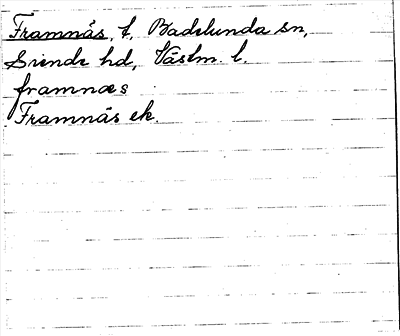 Framnäs, t, Badelunda sn,
Siende hd, Västm. l.
framnæs
Framnäs ek.